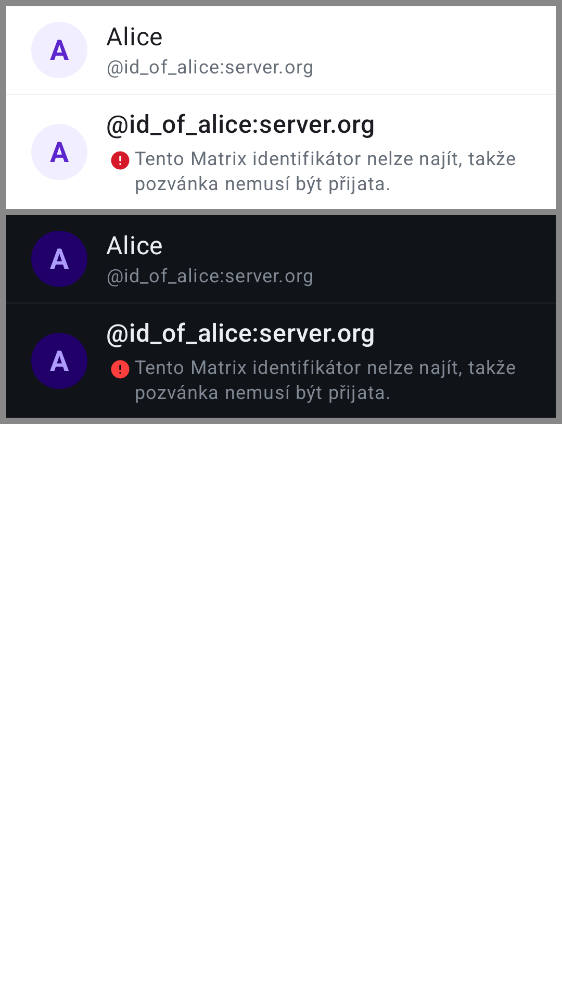 A
Alice
@id_of_alice:server.org
A
@id_of_alice:server.org
Tento Matrix identifikátor nelze najít, takže
pozvánka nemusí být přijata.
A
Alice
@id_of_alice:server.org
A
@id_of_alice:server.org
Tento Matrix identifikátor nelze najít, takže
pozvánka nemusí být přijata.